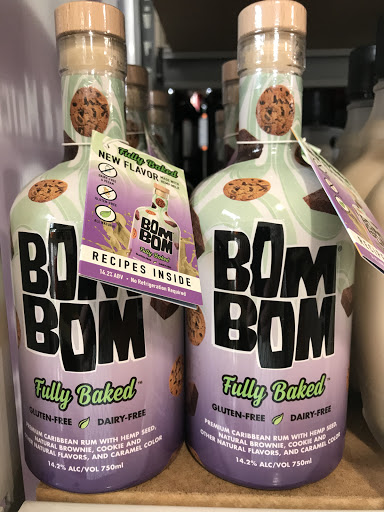 Fully Baked
NEW FLAVOR
BOM
BOM
Fully Baked
RECIPES INSIDE
14.2% ABV • No Refrigeration Required
BOM
BOM
Fully Baked™
GLUTEN-FREE DAIRY-FREE
PREMIUM CARIBBEAN RUM WITH HEMP SEED,
NATURAL BROWNIE, COOKIE AND
OTHER NATURAL FLAVORS, AND CARAMEL COLOR
14.2% ALC/VOL 750ml
BOM
BOM
Fully Baked™
GLUTEN-FREE DAIRY-FREE
PREMIUM CARIBBEAN RUM WITH HEMP SEED,
NATURAL BROWNIE, COOKIE AND
OTHER NATURAL FLAVORS, AND CARAMEL COLOR
14.2% ALC/VOL 750ml